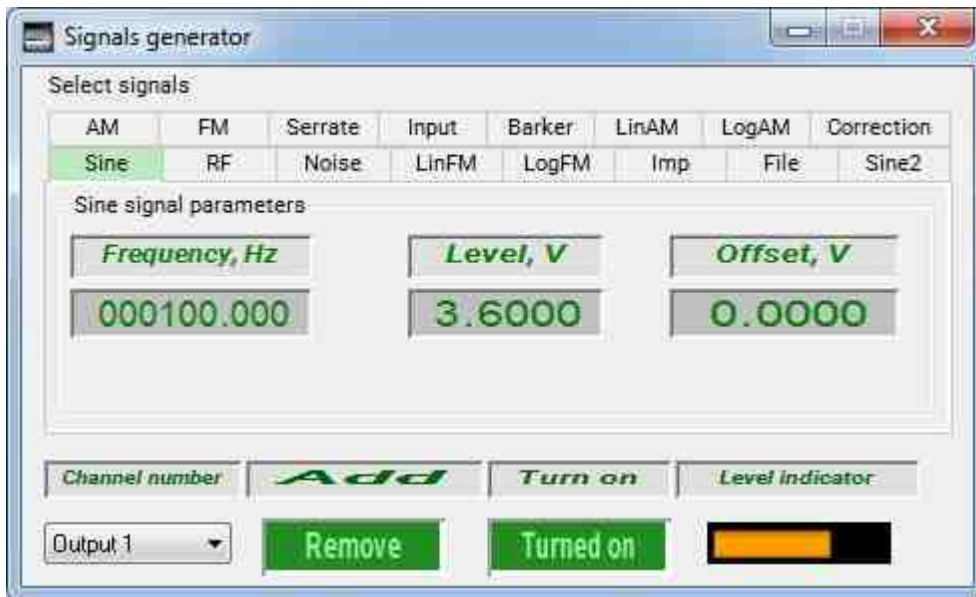 Signals generator
Select signals
AM FM Serrate Input Barker LinAM LogAM Correction
Sine RF Noise LinFM LogFM Imp File Sine2
Sine signal parameters
Frequency, Hz Level, V Offset, V
000100.000 3.6000 0.0000
Channel number Add Turn on Level indicator
Output 1 Remove Turned on